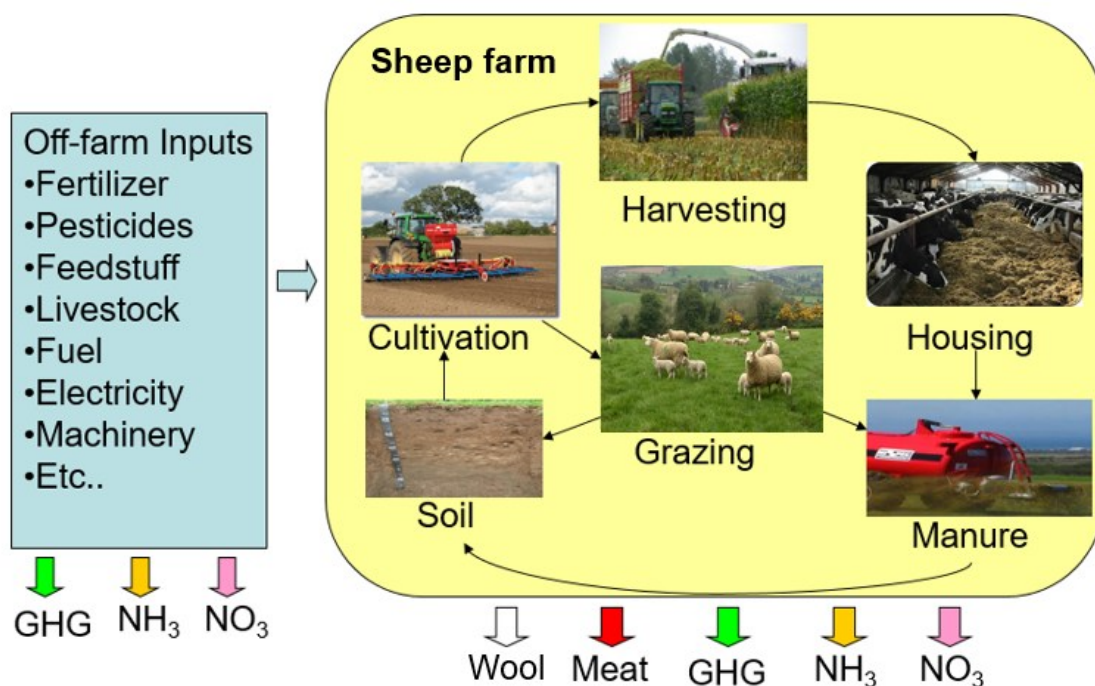 Sheep farm
Off-farm Inputs
•Fertilizer
•Pesticides
•Feedstuff
•Livestock
•Fuel
•Electricity
•Machinery
•Etc..
Harvesting
Cultivation
Housing
Grazing
Soil
Manure
GHG NH₃ NO₃
Wool Meat GHG NH₃ NO₃